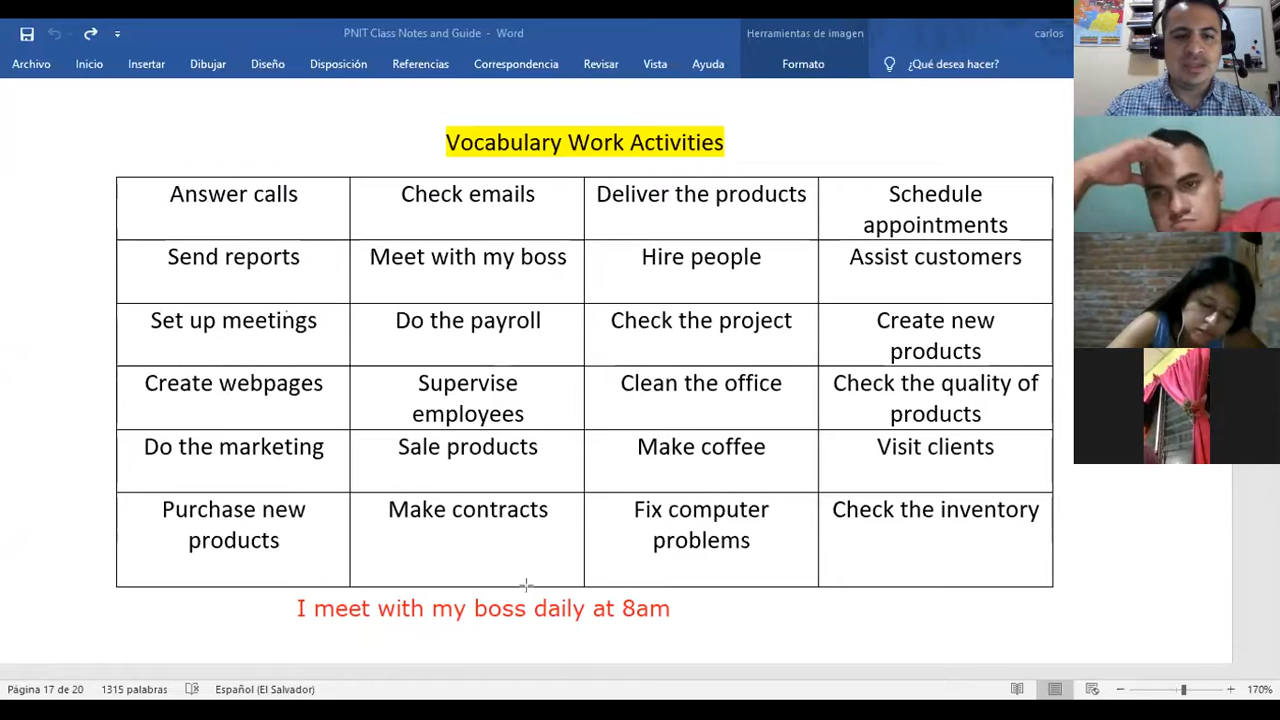 PNIT Class Notes and Guide - Word
Herramientas de imagen
carlos
Archivo Inicio Insertar Dibujar Diseño Disposición Referencias Correspondencia Revisar Vista Ayuda Formato ¿Qué desea hacer?
Vocabulary Work Activities
Answer calls
Check emails
Deliver the products
Schedule
appointments
Send reports
Meet with my boss
Hire people
Assist customers
Set up meetings
Do the payroll
Check the project
Create new
products
Create webpages
Supervise
employees
Clean the office
Check the quality of
products
Do the marketing
Sale products
Make coffee
Visit clients
Purchase new
products
Make contracts
Fix computer
problems
Check the inventory
I meet with my boss daily at 8am
Página 17 de 20 1315 palabras Español (El Salvador) 170%